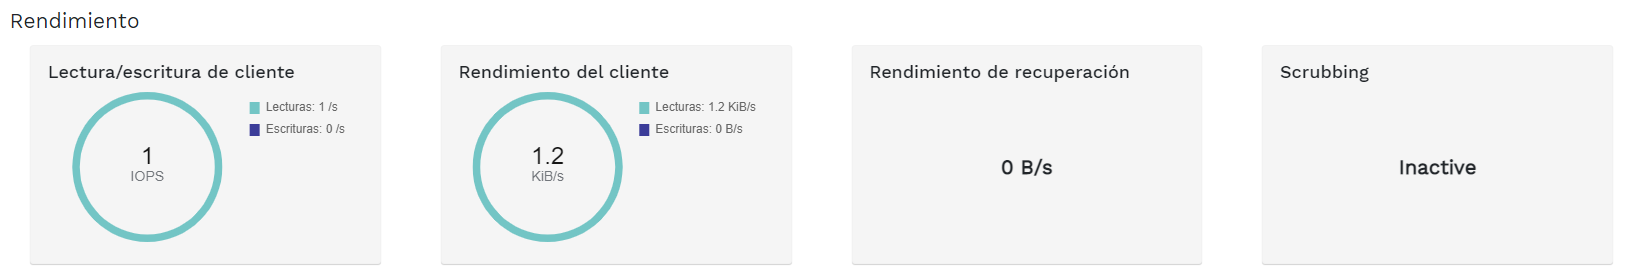 Rendimiento
Lectura/escritura de cliente
Lecturas: 1 /s
Escrituras: 0 /s
1
IOPS
Rendimiento del cliente
Lecturas: 1.2 KiB/s
Escrituras: 0 B/s
1.2
KiB/s
Rendimiento de recuperación
0 B/s
Scrubbing
Inactive